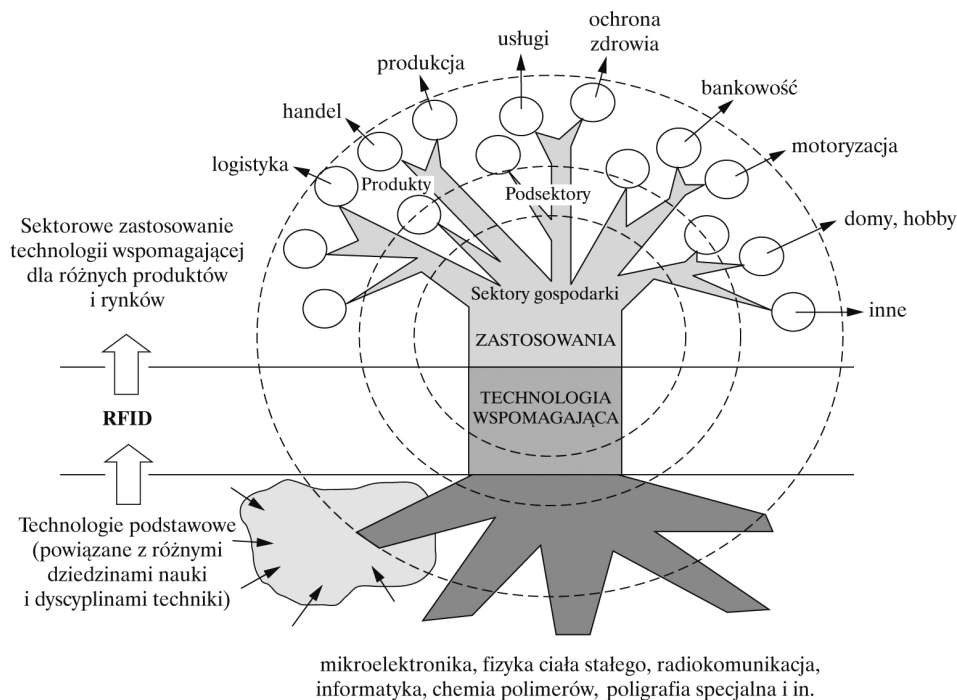 ochrona
zdrowia
usługi
produkcja
bankowość
handel
motoryzacja
logistyka
Produkty
Podsektory
Sektorowe zastosowanie
technologii wspomagającej
dla różnych produktów
i rynków
domy, hobby
Sektory gospodarki
inne
ZASTOSOWANIA
TECHNOLOGIA
WSPOMAGAJĄCA
RFID
Technologie podstawowe
(powiązane z różnymi
dziedzinami nauki
i dyscyplinami techniki)
mikroelektronika, fizyka ciała stałego, radiokomunikacja,
informatyka, chemia polimerów, poligrafia specjalna i in.